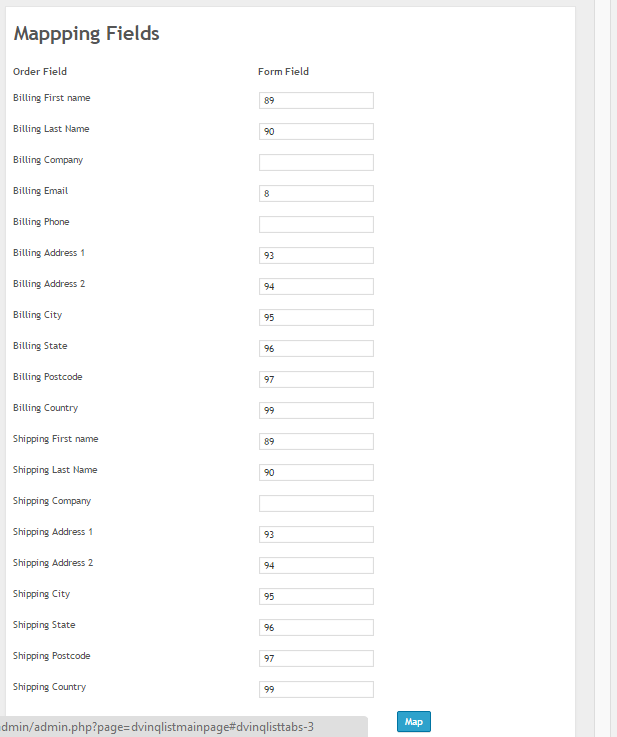 Mappping Fields
Order Field Form Field
Billing First name 89
Billing Last Name 90
Billing Company
Billing Email 8
Billing Phone
Billing Address 1 93
Billing Address 2 94
Billing City 95
Billing State 96
Billing Postcode 97
Billing Country 99
Shipping First name 89
Shipping Last Name 90
Shipping Company
Shipping Address 1 93
Shipping Address 2 94
Shipping City 95
Shipping State 96
Shipping Postcode 97
Shipping Country 99
Map
dmin/admin.php?page=dvinqlistmainpage#dvinqlisttabs-3